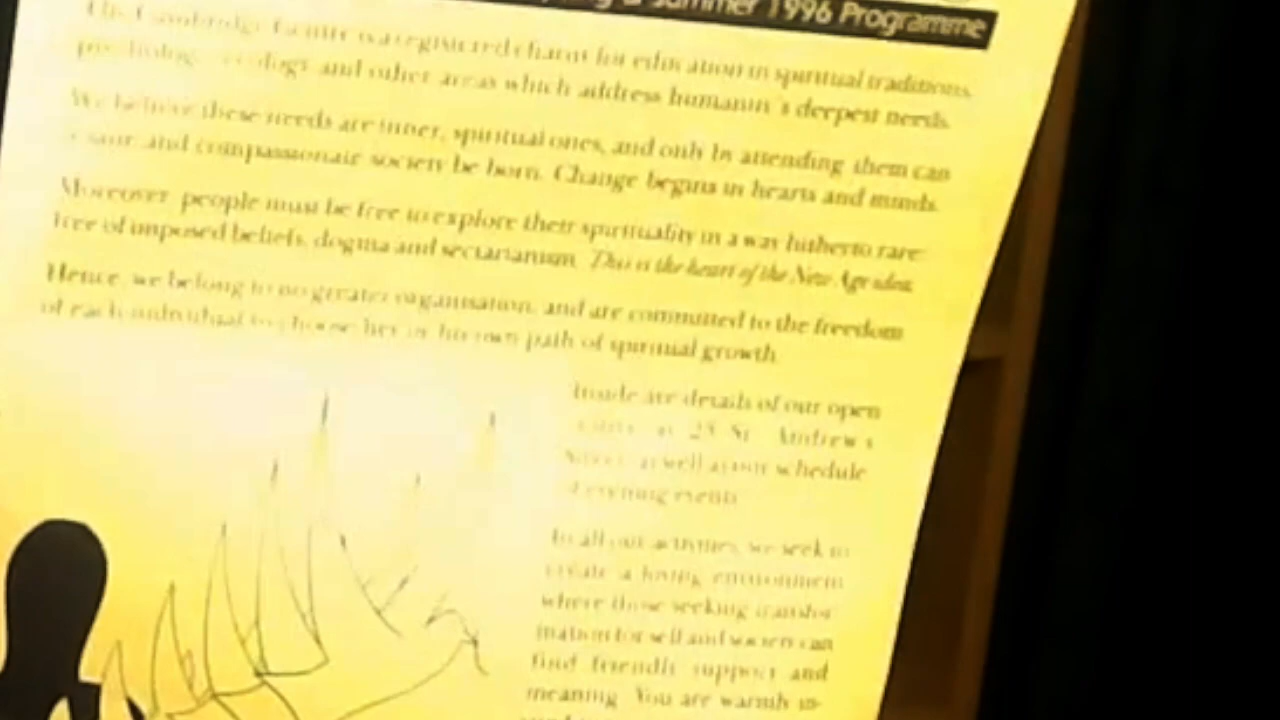 & Summer 1996 Programme
The Cambridge Centre is a registered charity for education in spiritual traditions,
psychology, ecology and other areas which address humanity's deepest needs.
We believe these needs are inner, spiritual ones, and only by attending them can
a sane and compassionate society be born. Change begins in hearts and minds.
Moreover, people must be free to explore their spirituality in a way hitherto rare:
free of imposed beliefs, dogma and sectarianism. This is the heart of the New Age idea.
Hence, we belong to no greater organisation, and are committed to the freedom
of each individual to choose her or his own path of spiritual growth.
Inside are details of our open
at 25 St. Andrew's
as well as our schedule
of evening events.
In all our activities, we seek to
create a loving environment
where those seeking transfor-
mation for self and society can
find friendly support and
meaning. You are warmly in-